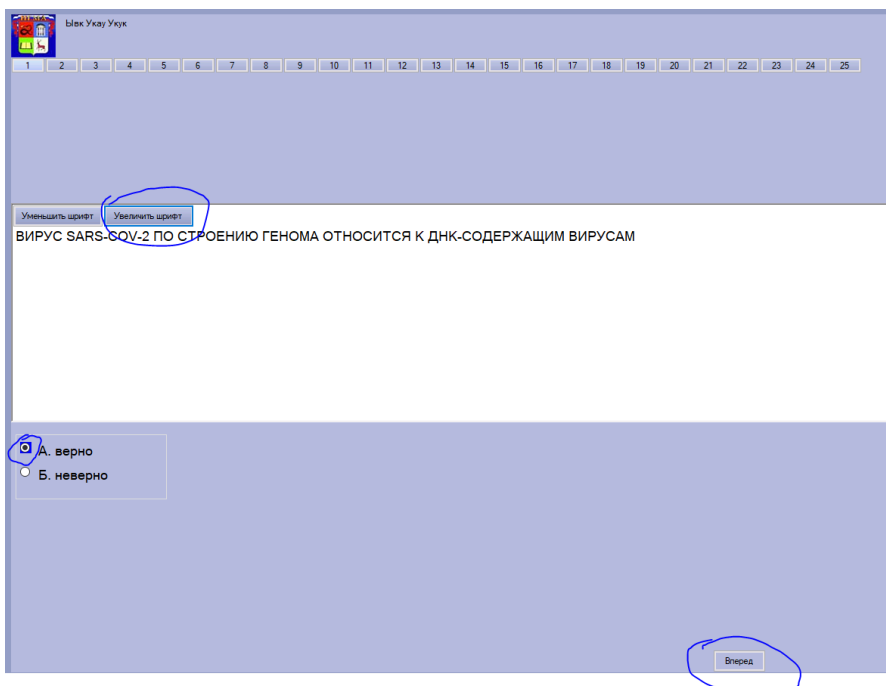 Ывк Укау Укук
1 2 3 4 5 6 7 8 9 10 11 12 13 14 15 16 17 18 19 20 21 22 23 24 25
Уменьшить шрифт Увеличить шрифт
ВИРУС SARS-COV-2 ПО СТРОЕНИЮ ГЕНОМА ОТНОСИТСЯ К ДНК-СОДЕРЖАЩИМ ВИРУСАМ
А. верно
Б. неверно
Вперед